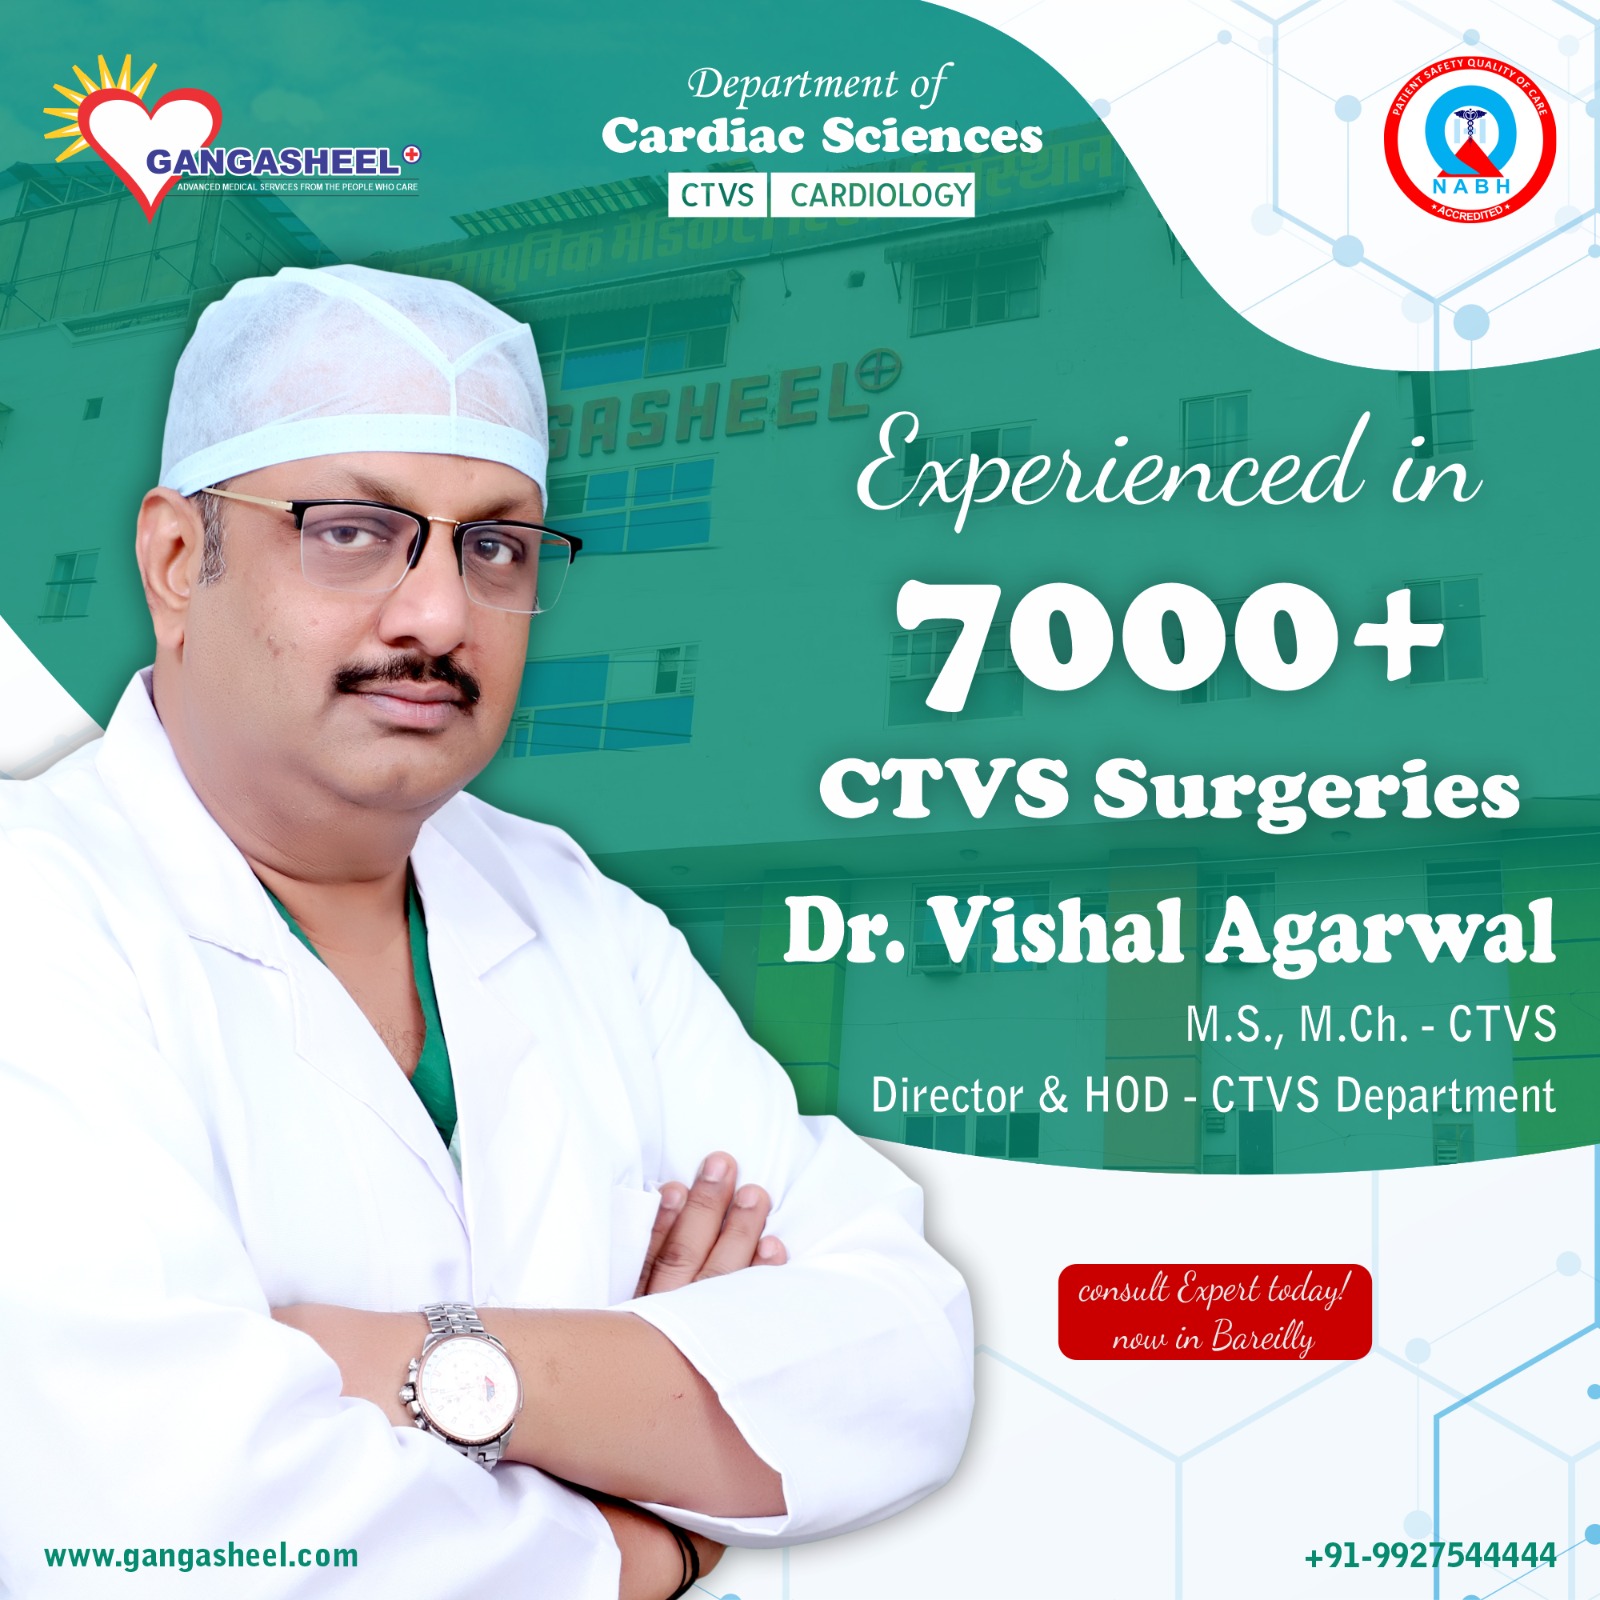 GANGASHEEL
ADVANCED MEDICAL SERVICES FROM THE PEOPLE WHO CARE
Department of
Cardiac Sciences
CTVS | CARDIOLOGY
PATIENT SAFETY QUALITY OF CARE
NABH
• ACCREDITED •
GASHEEL
Experienced in
7000+
CTVS Surgeries
Dr. Vishal Agarwal
M.S., M.Ch. - CTVS
Director & HOD - CTVS Department
consult Expert today!
now in Bareilly
www.gangasheel.com
+91-9927544444